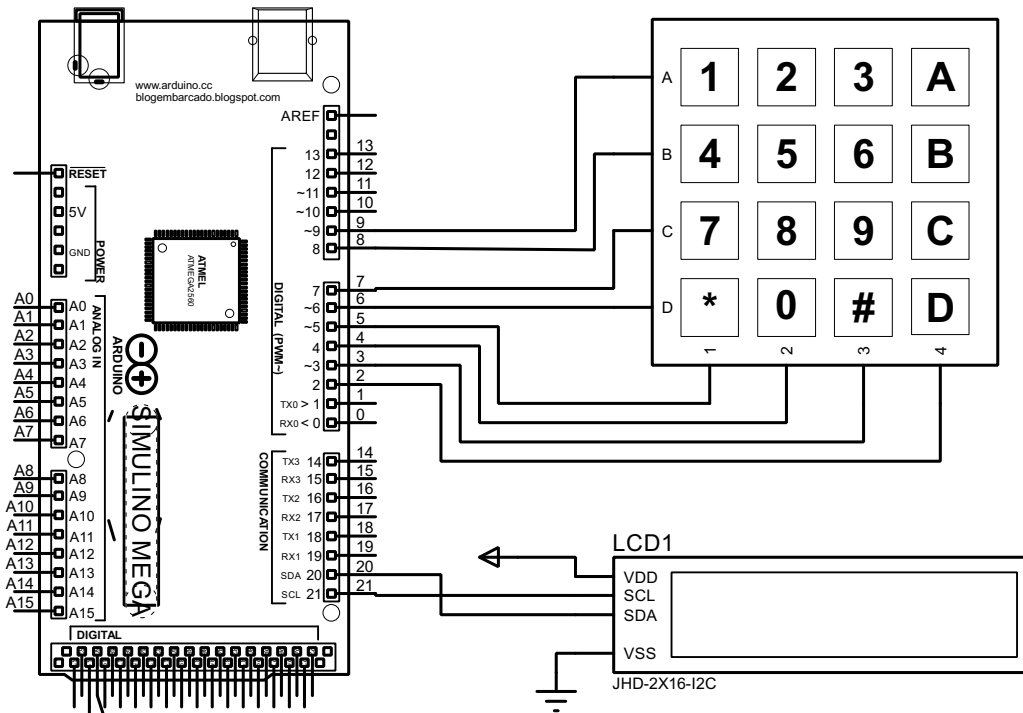 www.arduino.cc
blogembarcado.blogspot.com
AREF
13 13
12 12
~11 11
~10 10
~9 9
8 8
7 7
~6 6
~5 5
4 4
~3 3
2 2
TX0 > 1 1
RX0 < 0 0
DIGITAL (PWM~)
TX3 14 14
RX3 15 15
TX2 16 16
RX2 17 17
TX1 18 18
RX1 19 19
SDA 20 20
SCL 21 21
COMMUNICATION
RESET
5V
GND
POWER
A0 A0
A1 A1
A2 A2
A3 A3
A4 A4
A5 A5
A6 A6
A7 A7
ANALOG IN
A8 A8
A9 A9
A10 A10
A11 A11
A12 A12
A13 A13
A14 A14
A15 A15
ATMEL
ATMEGA2560
ARDUINO
SIMULINO MEGA
DIGITAL
A 1 2 3 A
B 4 5 6 B
C 7 8 9 C
D * 0 # D
1 2 3 4
LCD1
VDD
SCL
SDA
VSS
JHD-2X16-I2C